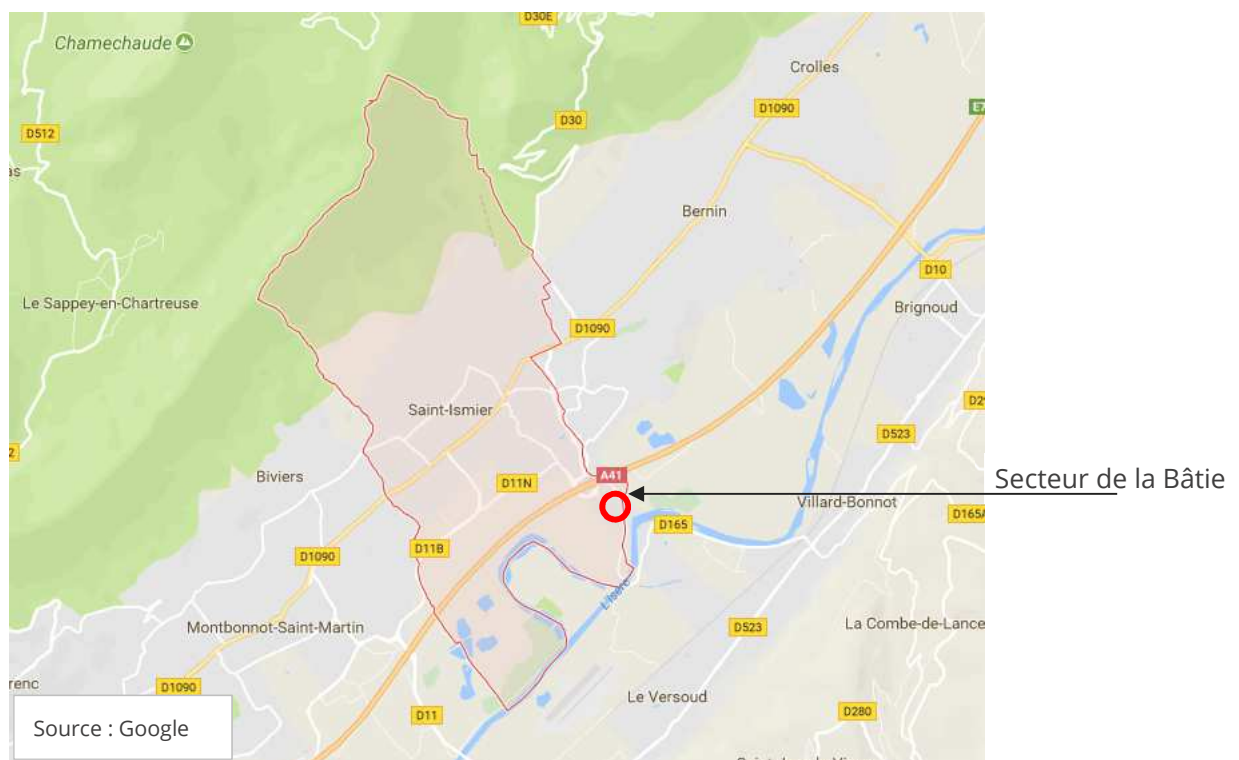 D30E
Chamechaude
Crolles
D1090
E7
D30
D512
as
Bernin
D10
Le Sappey-en-Chartreuse
Brignoud
D1090
D2
Saint-Ismier
D523
2
Biviers
A41
Secteur de la Bâtie
D11N
Villard-Bonnot
D165A
D165
D11B
D1090
L'Isère
Montbonnot-Saint-Martin
D523
La Combe-de-Lance
renc
D1090
Le Versoud
D11
D280
Source : Google